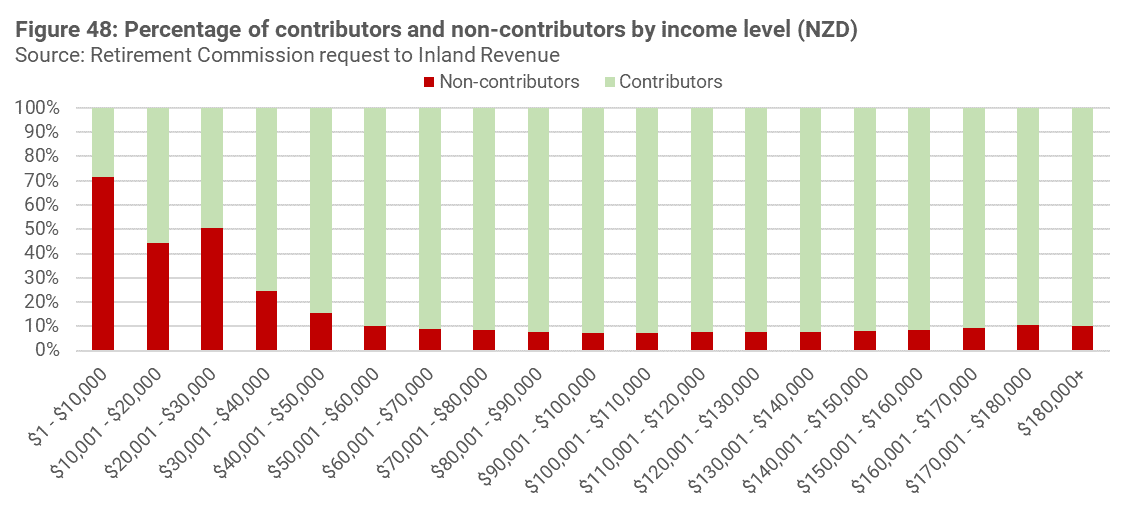 Figure 48: Percentage of contributors and non-contributors by income level (NZD)
Source: Retirement Commission request to Inland Revenue
Non-contributors Contributors
100%
90%
80%
70%
60%
50%
40%
30%
20%
10%
0%
$1 - $10,000
$10,001 - $20,000
$20,001 - $30,000
$30,001 - $40,000
$40,001 - $50,000
$50,001 - $60,000
$60,001 - $70,000
$70,001 - $80,000
$80,001 - $90,000
$90,001 - $100,000
$100,001 - $110,000
$110,001 - $120,000
$120,001 - $130,000
$130,001 - $140,000
$140,001 - $150,000
$150,001 - $160,000
$160,001 - $170,000
$170,001 - $180,000
$180,000+